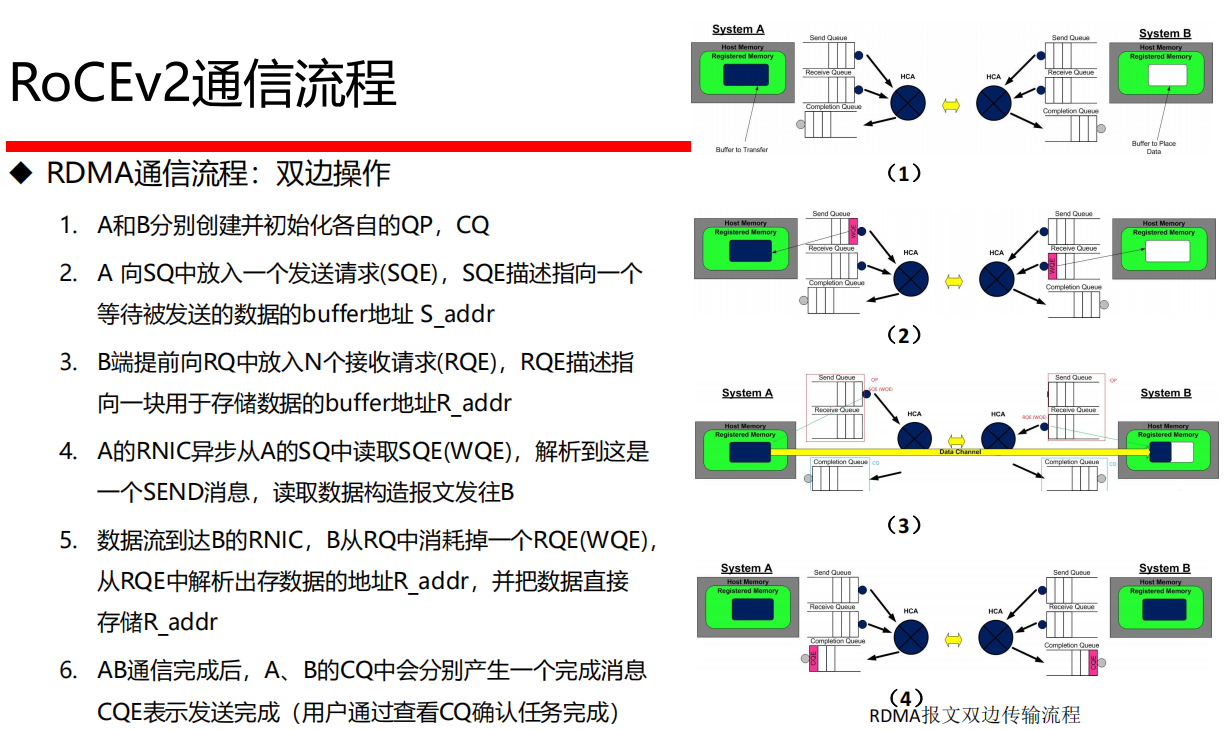 RoCEv2通信流程
◆ RDMA通信流程：双边操作
1. A和B分别创建并初始化各自的QP，CQ
2. A 向SQ中放入一个发送请求(SQE)，SQE描述指向一个
等待被发送的数据的buffer地址 S_addr
3. B端提前向RQ中放入N个接收请求(RQE)，RQE描述指
向一块用于存储数据的buffer地址R_addr
4. A的RNIC异步从A的SQ中读取SQE(WQE)，解析到这是
一个SEND消息，读取数据构造报文发往B
5. 数据流到达B的RNIC，B从RQ中消耗掉一个RQE(WQE)，
从RQE中解析出存数据的地址R_addr，并把数据直接
存储R_addr
6. AB通信完成后，A、B的CQ中会分别产生一个完成消息
CQE表示发送完成（用户通过查看CQ确认任务完成）
System A
Host Memory
Registered Memory
Buffer to Transfer
Send Queue
Receive Queue
Completion Queue
HCA
HCA
Send Queue
Receive Queue
Completion Queue
System B
Host Memory
Registered Memory
Buffer to Place
Data
（1）
Host Memory
Registered Memory
Send Queue
WQE
Receive Queue
Completion Queue
HCA
HCA
Send Queue
Receive Queue
WQE
Completion Queue
Host Memory
Registered Memory
（2）
System A
Host Memory
Registered Memory
Send Queue
QP
SQE (WQE)
Receive Queue
Completion Queue
CQ
HCA
HCA
Data Channel
Send Queue
QP
Receive Queue
RQE (WQE)
Completion Queue
CQ
System B
Host Memory
Registered Memory
（3）
System A
Host Memory
Registered Memory
Send Queue
Receive Queue
Completion Queue
CQE
HCA
HCA
Send Queue
Receive Queue
Completion Queue
CQE
System B
Host Memory
Registered Memory
（4）
RDMA报文双边传输流程